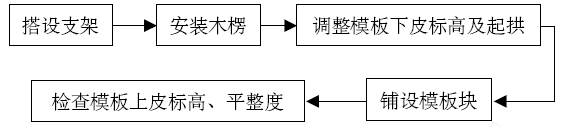 搭设支架
安装木楞
调整模板下皮标高及起拱
铺设模板块
检查模板上皮标高、平整度